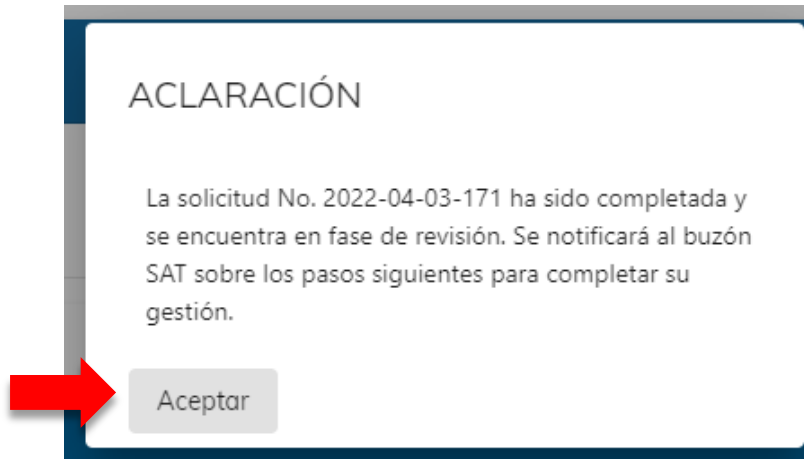 ACLARACIÓN
La solicitud No. 2022-04-03-171 ha sido completada y
se encuentra en fase de revisión. Se notificará al buzón
SAT sobre los pasos siguientes para completar su
gestión.
Aceptar